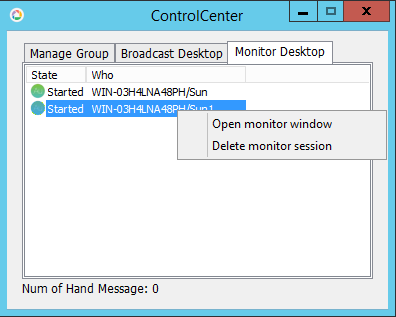 ControlCenter
Manage Group Broadcast Desktop Monitor Desktop
State Who
Started WIN-03H4LNA48PH/Sun
Started WIN-03H4LNA48PH/Sun1
Open monitor window
Delete monitor session
Num of Hand Message: 0